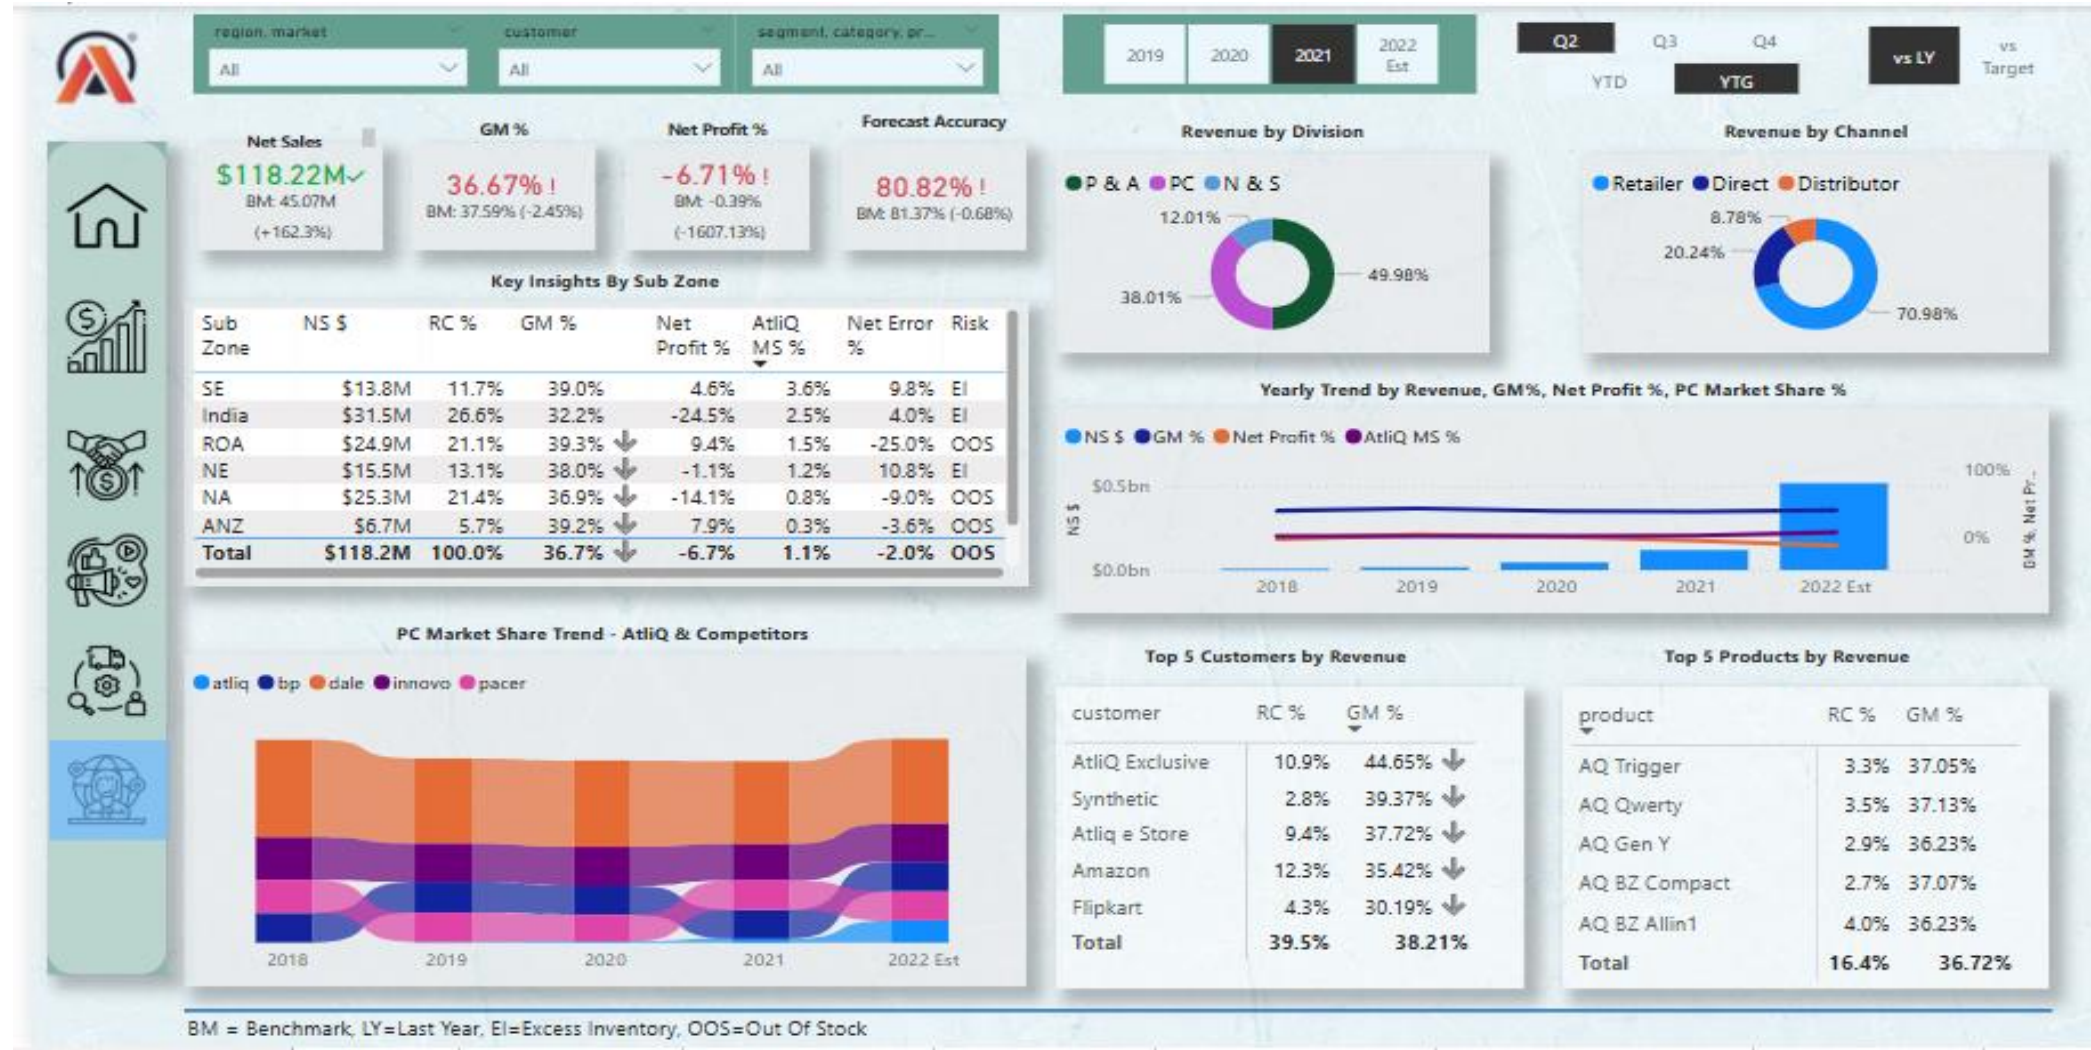 region, market
customer
segment, category, pr...
All
All
All
2019
2020
2021
2022
Est
Q2
Q3
Q4
YTD
YTG
vs LY
vs
Target
Net Sales
$118.22M
BM: 45.07M
(+162.3%)
GM %
36.67% !
BM: 37.59% (-2.45%)
Net Profit %
-6.71% !
BM: -0.39%
(-1607.13%)
Forecast Accuracy
80.82% !
BM: 81.37% (-0.68%)
Revenue by Division
P & A PC N & S
12.01%
49.98%
38.01%
Revenue by Channel
Retailer Direct Distributor
8.78%
20.24%
70.98%
Key Insights By Sub Zone
Sub Zone NS $ RC % GM % Net Profit % AtliQ MS % Net Error % Risk
SE $13.8M 11.7% 39.0% 4.6% 3.6% 9.8% EI
India $31.5M 26.6% 32.2% -24.5% 2.5% 4.0% EI
ROA $24.9M 21.1% 39.3% 9.4% 1.5% -25.0% OOS
NE $15.5M 13.1% 38.0% -1.1% 1.2% 10.8% EI
NA $25.3M 21.4% 36.9% -14.1% 0.8% -9.0% OOS
ANZ $6.7M 5.7% 39.2% 7.9% 0.3% -3.6% OOS
Total $118.2M 100.0% 36.7% -6.7% 1.1% -2.0% OOS
Yearly Trend by Revenue, GM%, Net Profit %, PC Market Share %
NS $ GM % Net Profit % AtliQ MS %
$0.5bn
$0.0bn
NS $
100%
0%
GM %, Net Pr...
2018 2019 2020 2021 2022 Est
PC Market Share Trend - AtliQ & Competitors
atliq bp dale innovo pacer
2018 2019 2020 2021 2022 Est
Top 5 Customers by Revenue
customer RC % GM %
AtliQ Exclusive 10.9% 44.65%
Synthetic 2.8% 39.37%
Atliq e Store 9.4% 37.72%
Amazon 12.3% 35.42%
Flipkart 4.3% 30.19%
Total 39.5% 38.21%
Top 5 Products by Revenue
product RC % GM %
AQ Trigger 3.3% 37.05%
AQ Qwerty 3.5% 37.13%
AQ Gen Y 2.9% 36.23%
AQ BZ Compact 2.7% 37.07%
AQ BZ Allin1 4.0% 36.23%
Total 16.4% 36.72%
BM = Benchmark, LY=Last Year, EI=Excess Inventory, OOS=Out Of Stock